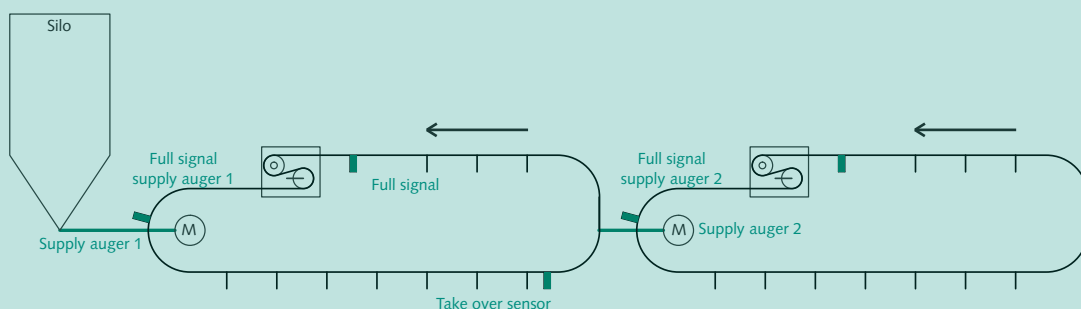 Silo
Full signal
supply auger 1
Full signal
Full signal
supply auger 2
M
Supply auger 1
M
Supply auger 2
Take over sensor